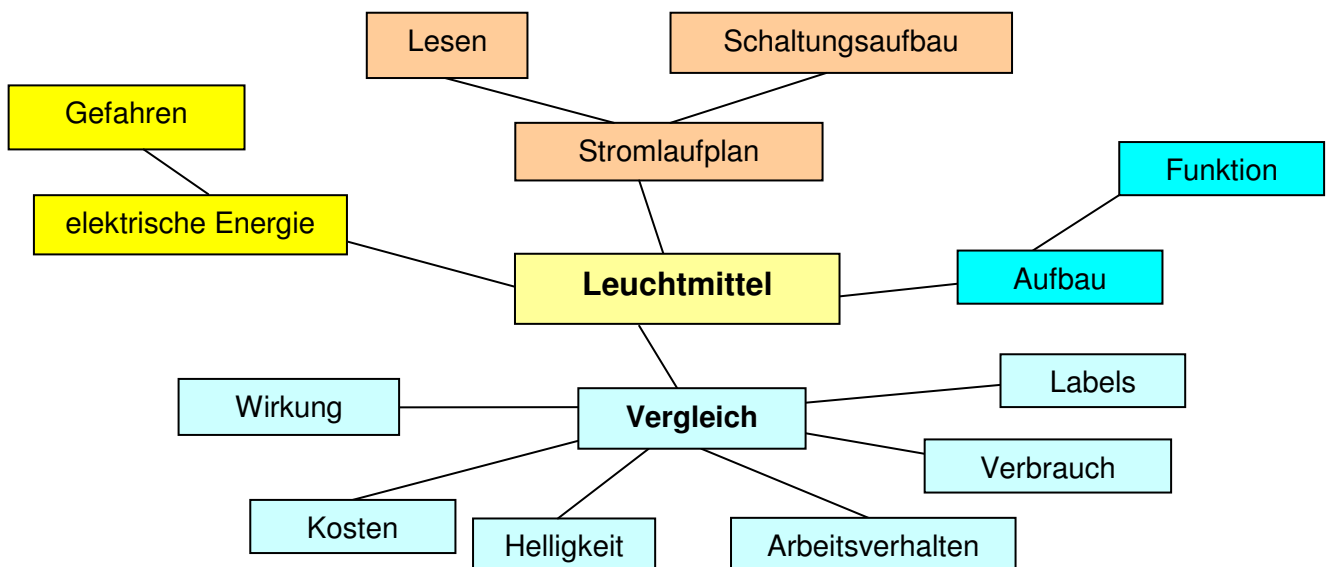 Lesen
Schaltungsaufbau
Gefahren
Stromlaufplan
Funktion
elektrische Energie
Leuchtmittel
Aufbau
Labels
Wirkung
Vergleich
Verbrauch
Kosten
Helligkeit
Arbeitsverhalten